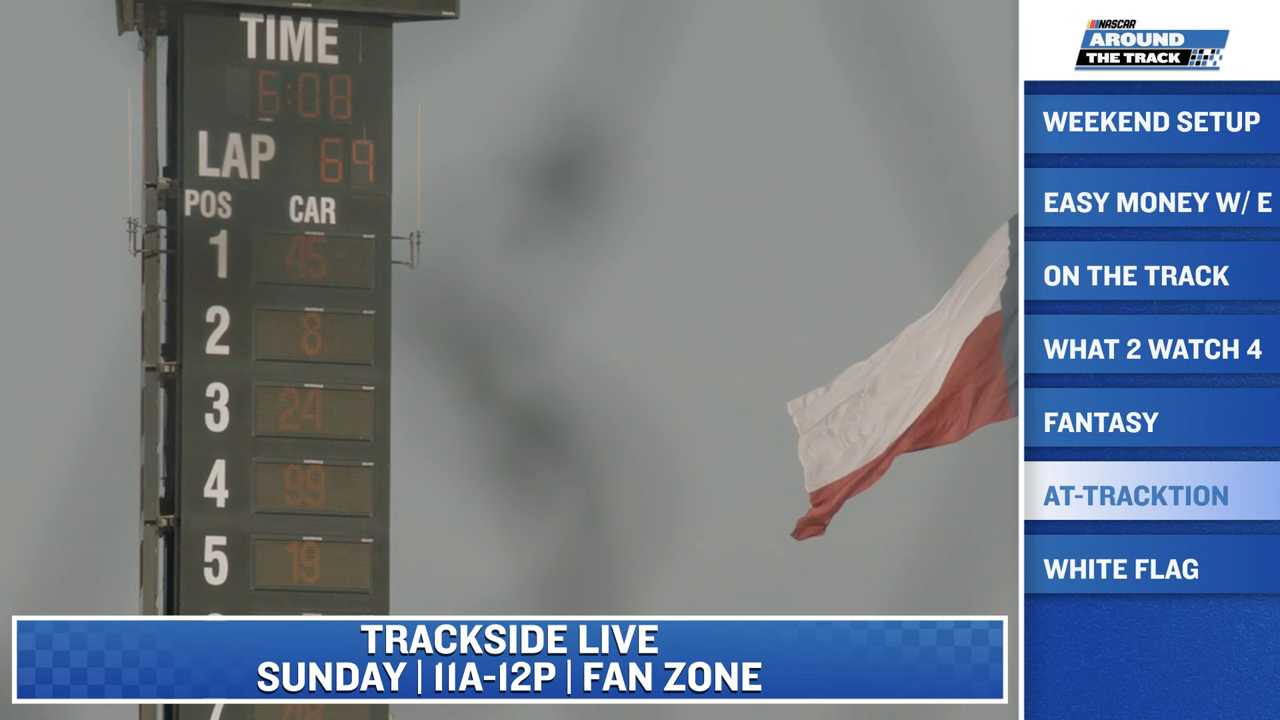 TIME
6:08
LAP 69
POS CAR
1 45
2 8
3 24
4 99
5 19
7
TRACKSIDE LIVE
SUNDAY | 11A-12P | FAN ZONE
NASCAR
AROUND
THE TRACK
WEEKEND SETUP
EASY MONEY W/ E
ON THE TRACK
WHAT 2 WATCH 4
FANTASY
AT-TRACKTION
WHITE FLAG